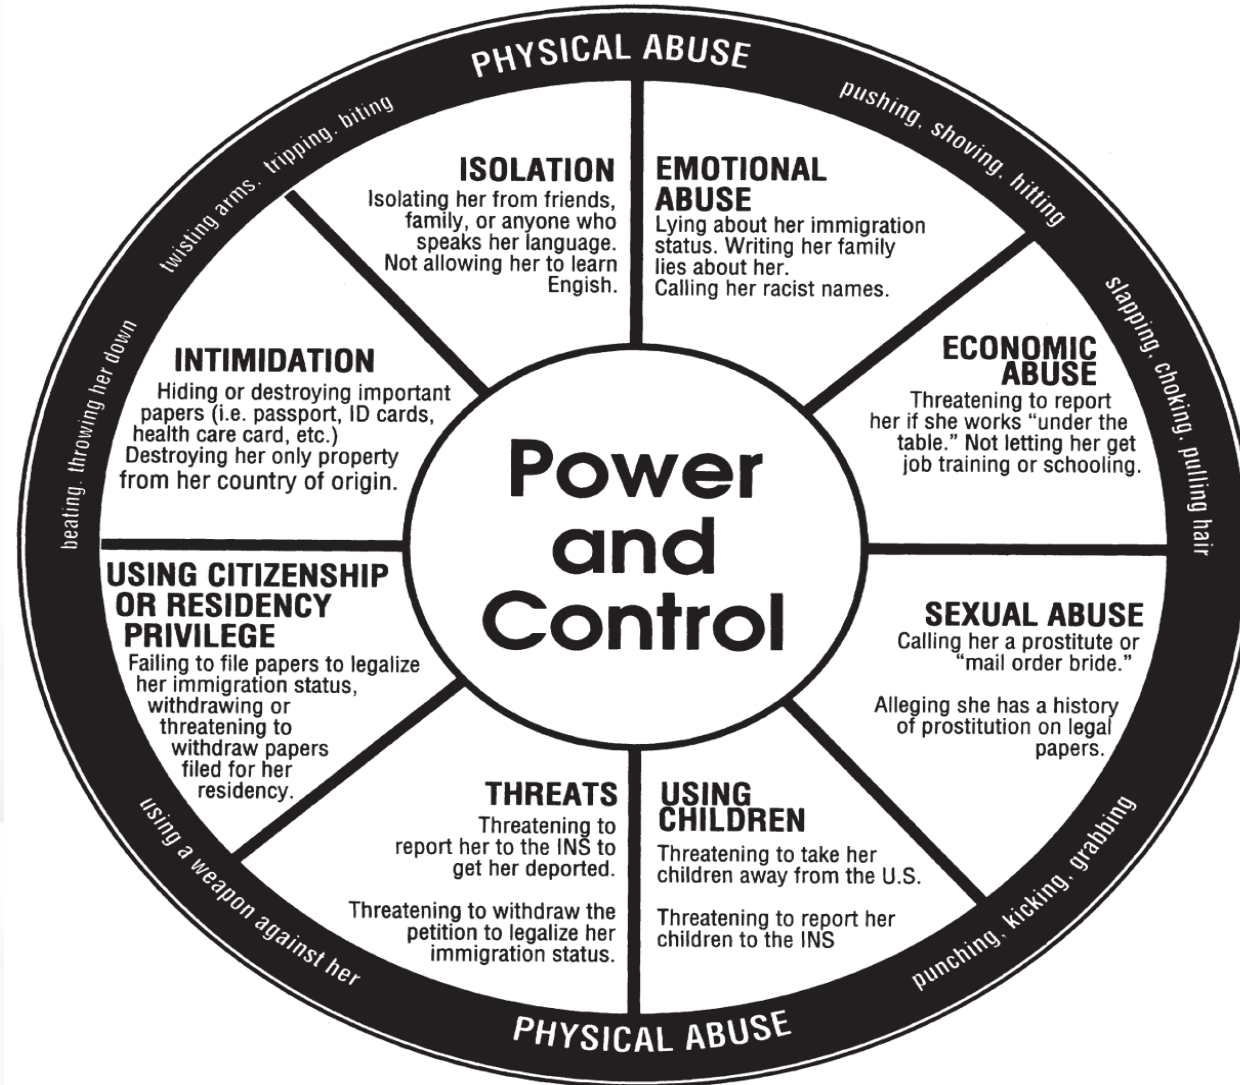 PHYSICAL ABUSE
pushing, shoving, hitting
slapping, choking, pulling hair
punching, kicking, grabbing
PHYSICAL ABUSE
using a weapon against her
beating, throwing her down
twisting arms, tripping, biting
Power
and
Control
ISOLATION
Isolating her from friends,
family, or anyone who
speaks her language.
Not allowing her to learn
Engish.
EMOTIONAL
ABUSE
Lying about her immigration
status. Writing her family
lies about her.
Calling her racist names.
ECONOMIC
ABUSE
Threatening to report
her if she works “under the
table.” Not letting her get
job training or schooling.
SEXUAL ABUSE
Calling her a prostitute or
“mail order bride.”
Alleging she has a history
of prostitution on legal
papers.
USING
CHILDREN
Threatening to take her
children away from the U.S.
Threatening to report her
children to the INS
THREATS
Threatening to
report her to the INS to
get her deported.
Threatening to withdraw the
petition to legalize her
immigration status.
USING CITIZENSHIP
OR RESIDENCY
PRIVILEGE
Failing to file papers to legalize
her immigration status,
withdrawing or
threatening to
withdraw papers
filed for her
residency.
INTIMIDATION
Hiding or destroying important
papers (i.e. passport, ID cards,
health care card, etc.)
Destroying her only property
from her country of origin.